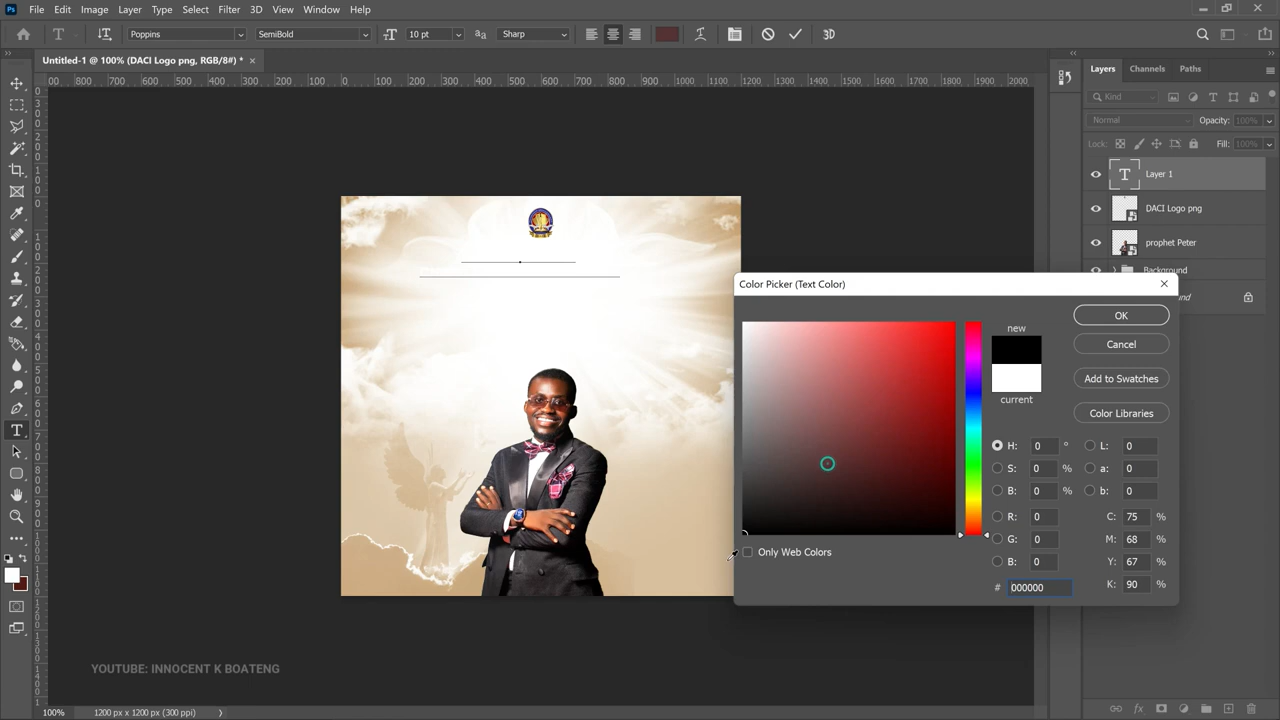 Ps File Edit Image Layer Type Select Filter 3D View Window Help
Poppins SemiBold 10 pt Sharp 3D
Untitled-1 @ 100% (DACI Logo png, RGB/8#) * ×
Layers Channels Paths
Kind
Normal Opacity: 100%
Lock: Fill: 100%
T Layer 1
DACI Logo png
prophet Peter
Background
Color Picker (Text Color)
new
current
OK
Cancel
Add to Swatches
Color Libraries
H: 0 ° L: 0
S: 0 % a: 0
B: 0 % b: 0
R: 0 C: 75 %
G: 0 M: 68 %
B: 0 Y: 67 %
K: 90 %
# 000000
Only Web Colors
YOUTUBE: INNOCENT K BOATENG
100% 1200 px x 1200 px (300 ppi)